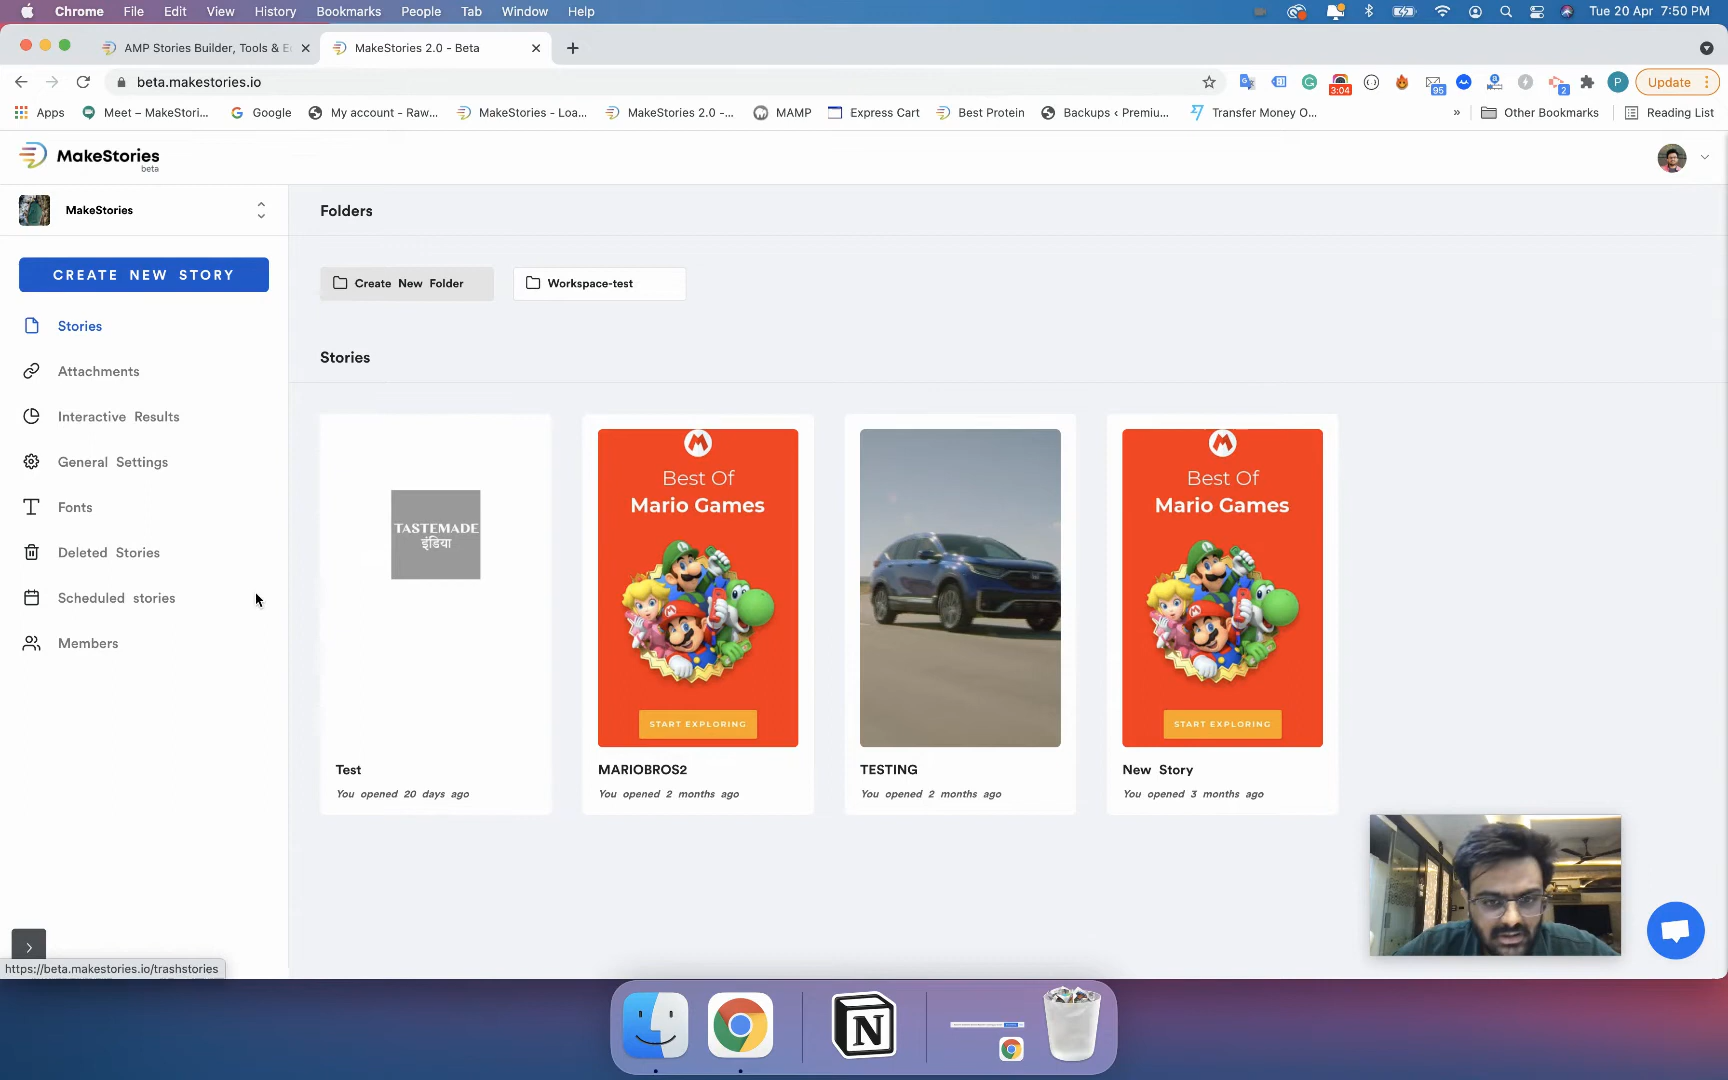 Chrome File Edit View History Bookmarks People Tab Window Help Tue 20 Apr 7:50 PM
AMP Stories Builder, Tools & E
MakeStories 2.0 - Beta
beta.makestories.io
3:04
95
2
P
Update
Apps
Meet – MakeStori...
Google
My account - Raw...
MakeStories - Loa...
MakeStories 2.0 -...
MAMP
Express Cart
Best Protein
Backups ‹ Premiu...
Transfer Money O...
»
Other Bookmarks
Reading List
MakeStories
beta
MakeStories
CREATE NEW STORY
Stories
Attachments
Interactive Results
General Settings
Fonts
Deleted Stories
Scheduled stories
Members
https://beta.makestories.io/trashstories
Folders
Create New Folder
Workspace-test
Stories
TASTEMADE
इंडिया
Test
You opened 20 days ago
M
Best Of
Mario Games
START EXPLORING
MARIOBROS2
You opened 2 months ago
TESTING
You opened 2 months ago
M
Best Of
Mario Games
START EXPLORING
New Story
You opened 3 months ago
N